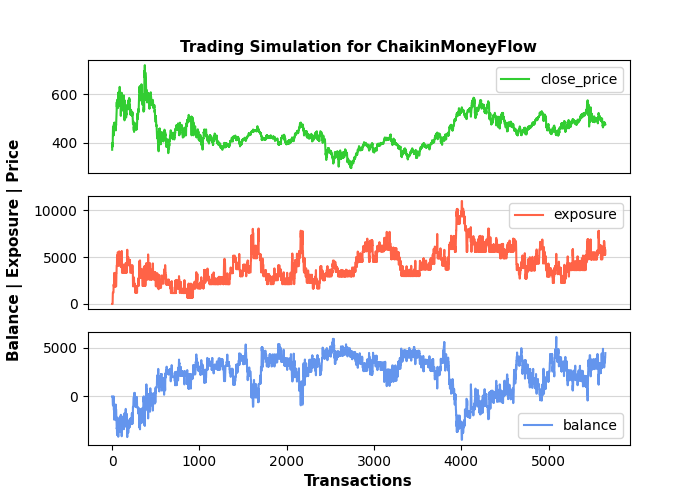 Trading Simulation for ChaikinMoneyFlow
close_price
600
400
exposure
10000
5000
0
balance
5000
0
0 1000 2000 3000 4000 5000
Transactions
Balance | Exposure | Price